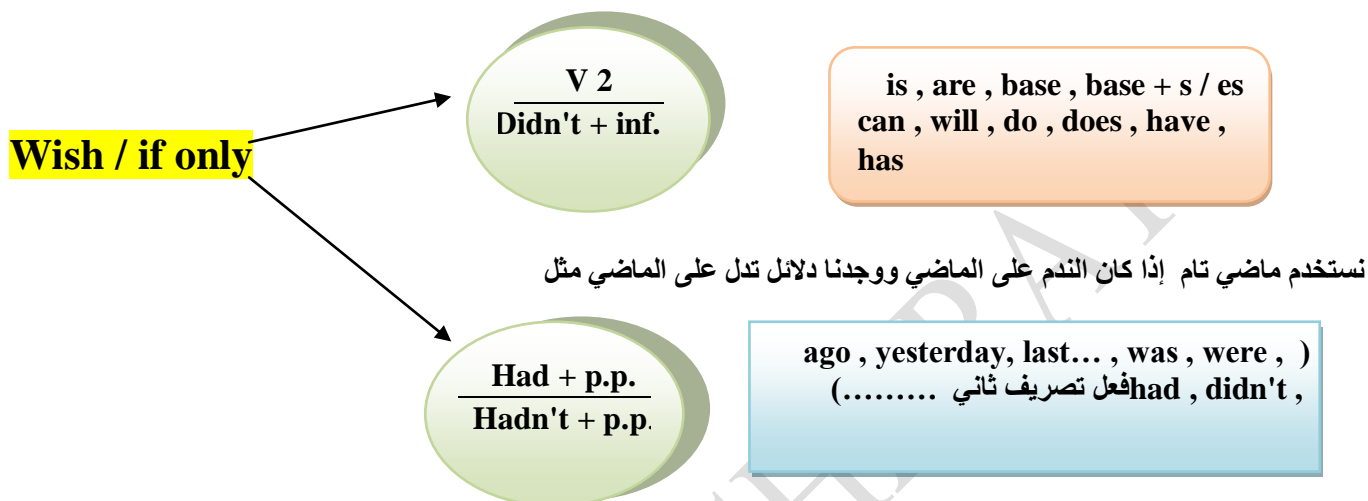 Wish / if only
V 2
Didn't + inf.
is , are , base , base + s / es
can , will , do , does , have ,
has
نستخدم ماضي تام إذا كان الندم على الماضي ووجدنا دلائل تدل على الماضي مثل
Had + p.p.
Hadn't + p.p.
ago , yesterday, last… , was , were , )
, had , didn't , فعل تصريف ثاني ………)